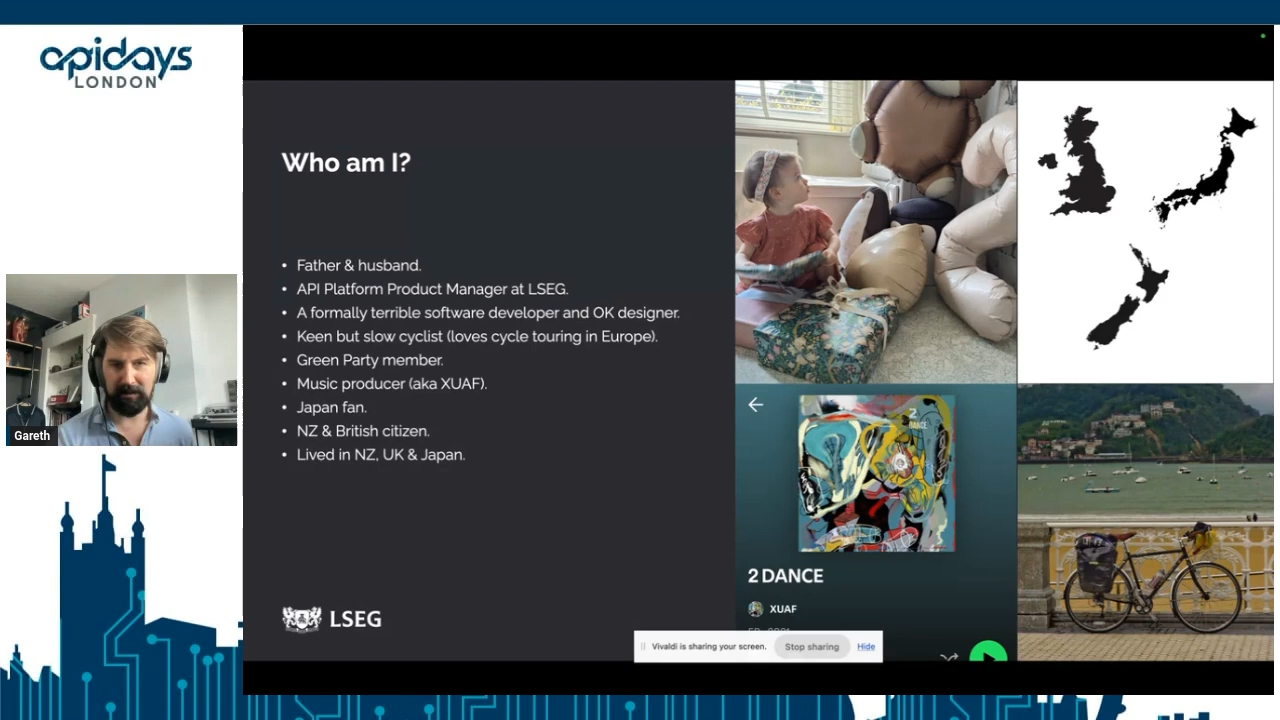 apidays
LONDON
Gareth
Who am I?
• Father & husband.
• API Platform Product Manager at LSEG.
• A formally terrible software developer and OK designer.
• Keen but slow cyclist (loves cycle touring in Europe).
• Green Party member.
• Music producer (aka XUAF).
• Japan fan.
• NZ & British citizen.
• Lived in NZ, UK & Japan.
LSEG
2
DANCE
2 DANCE
XUAF
Vivaldi is sharing your screen.
Stop sharing
Hide